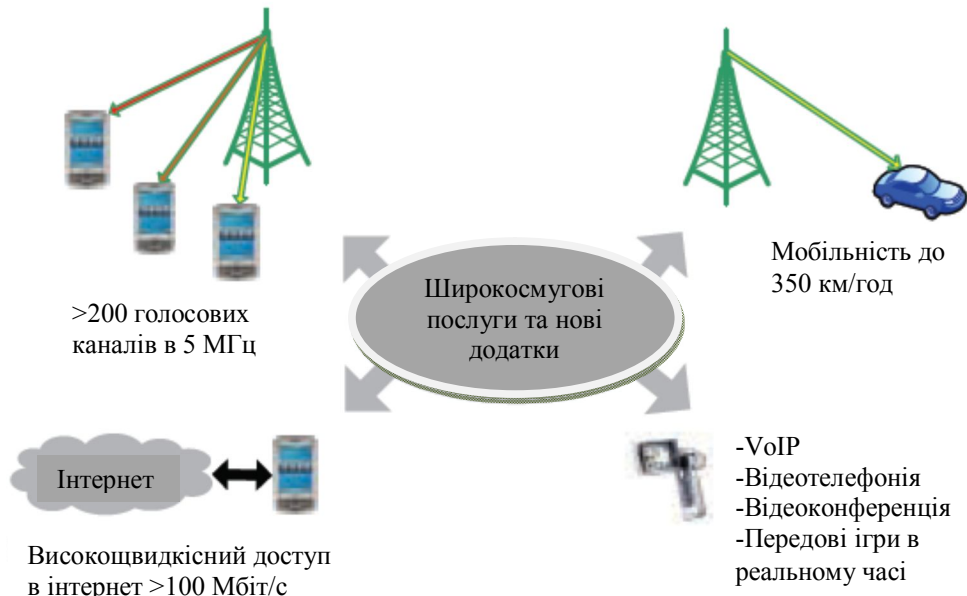 >200 голосових
каналів в 5 МГц
Мобільність до
350 км/год
Широкосмугові
послуги та нові
додатки
Інтернет
Високощвидкісний доступ
в інтернет >100 Мбіт/с
-VoIP
-Відеотелефонія
-Відеоконференція
-Передові ігри в
реальному часі